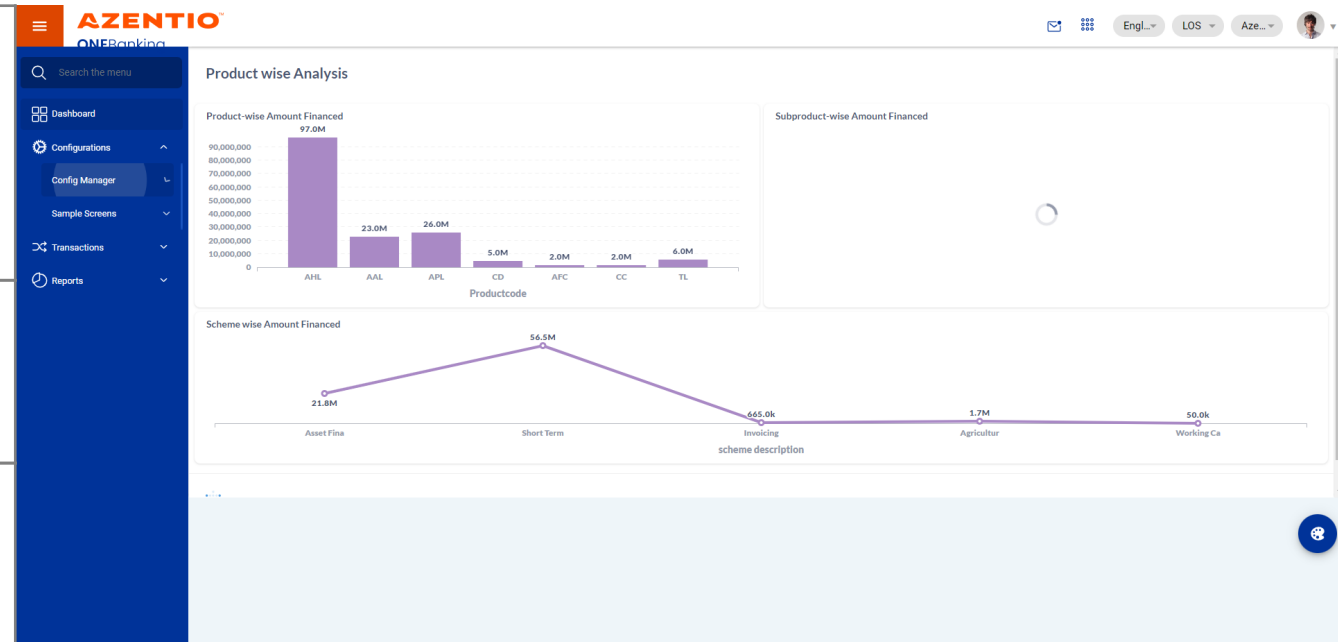 AZENTIO™
ONEBanking
Engl...
LOS
Aze...
Search the menu
Dashboard
Configurations
Config Manager
Sample Screens
Transactions
Reports
Product wise Analysis
Product-wise Amount Financed
97.0M
90,000,000
80,000,000
70,000,000
60,000,000
50,000,000
40,000,000
30,000,000
20,000,000
10,000,000
0
23.0M
26.0M
5.0M
2.0M
2.0M
6.0M
AHL AAL APL CD AFC CC TL
Productcode
Subproduct-wise Amount Financed
Scheme wise Amount Financed
56.5M
21.8M
665.0k
1.7M
50.0k
Asset Fina Short Term Invoicing Agricultur Working Ca
scheme description